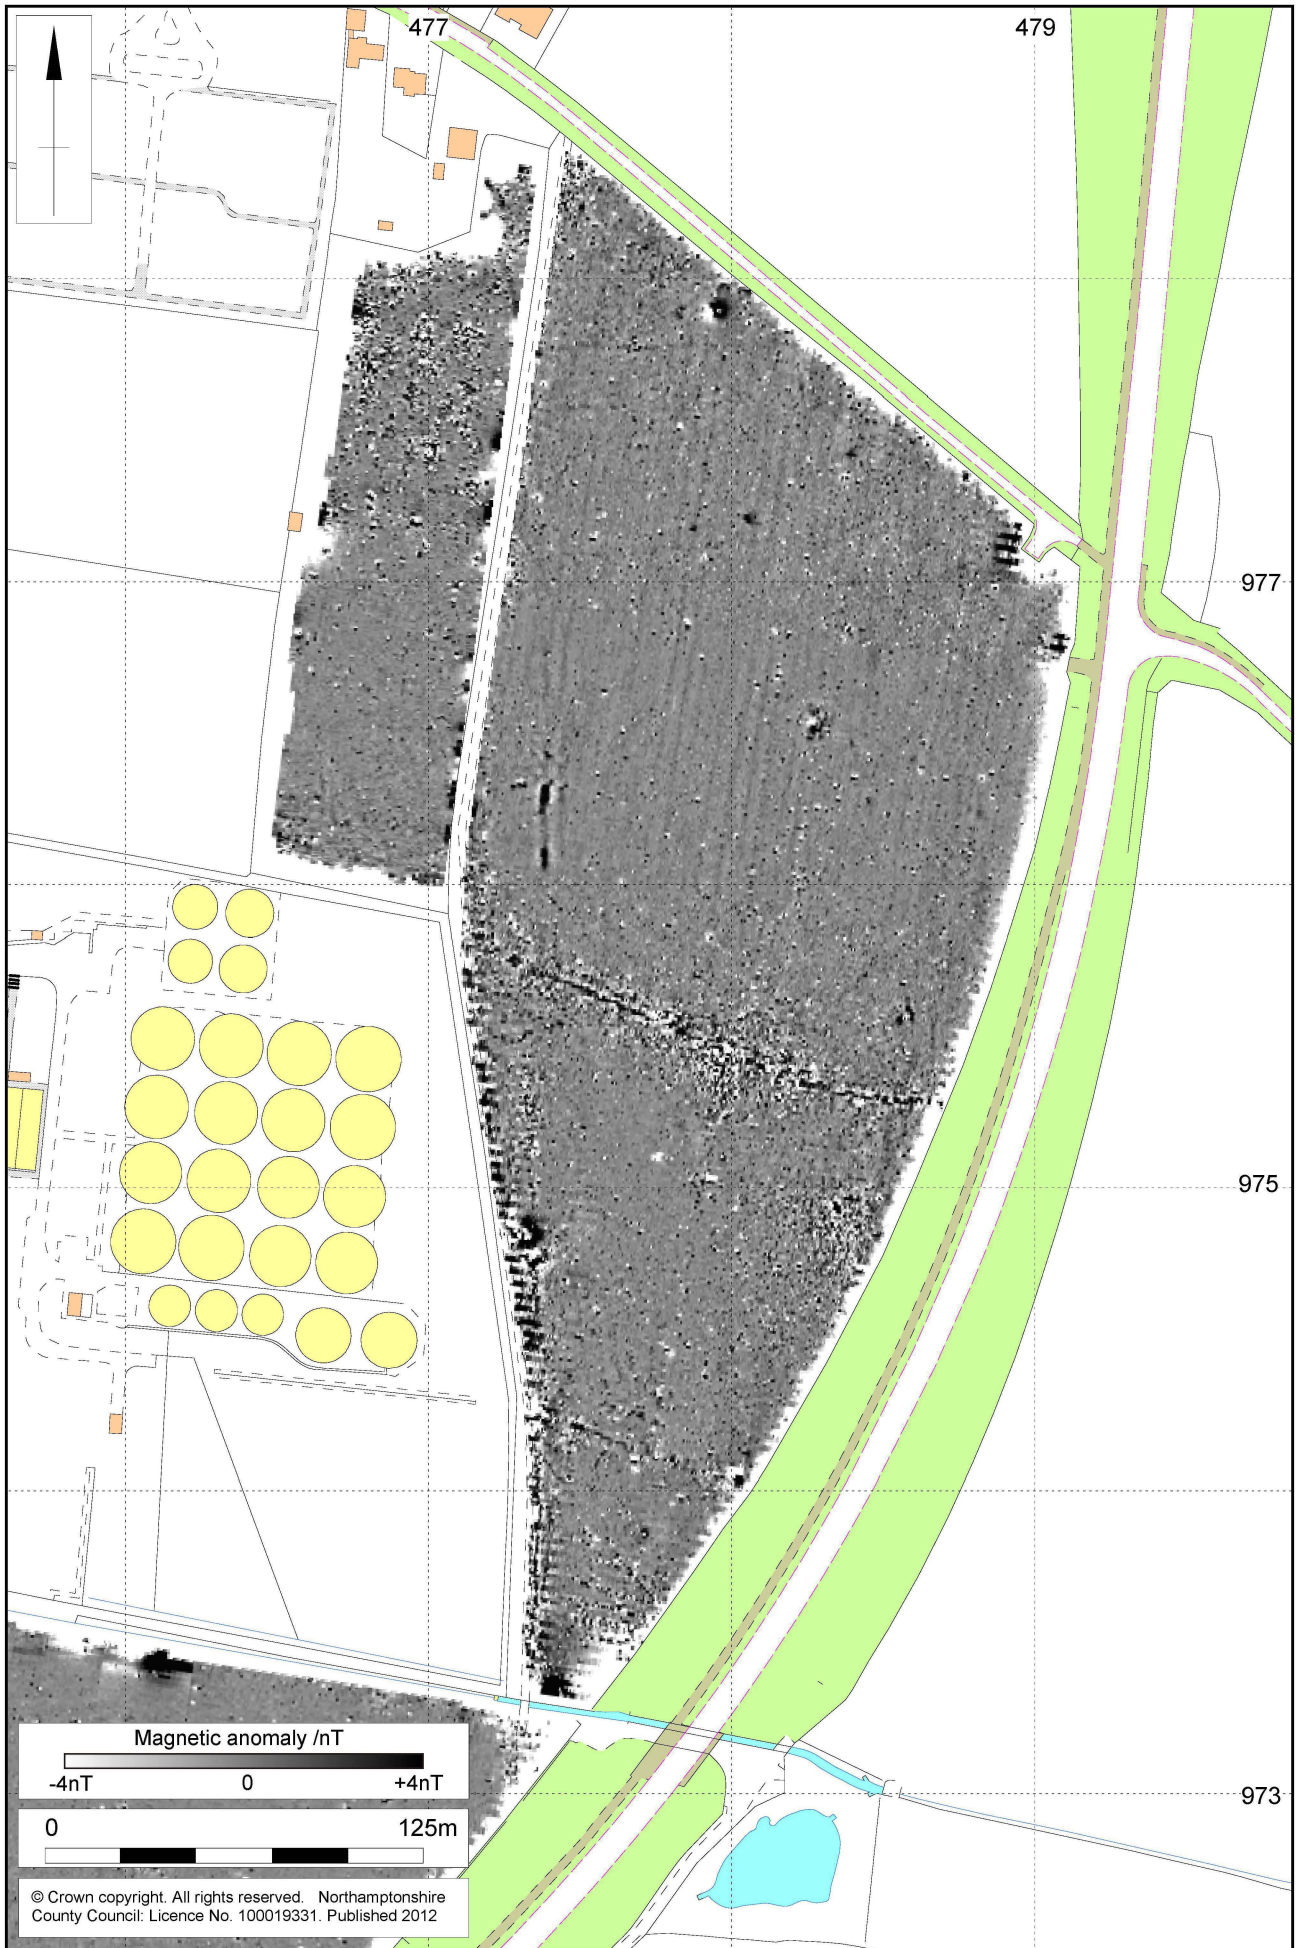 477
479
977
975
973
Magnetic anomaly /nT
-4nT 0 +4nT
0 125m
© Crown copyright. All rights reserved. Northamptonshire
County Council: Licence No. 100019331. Published 2012